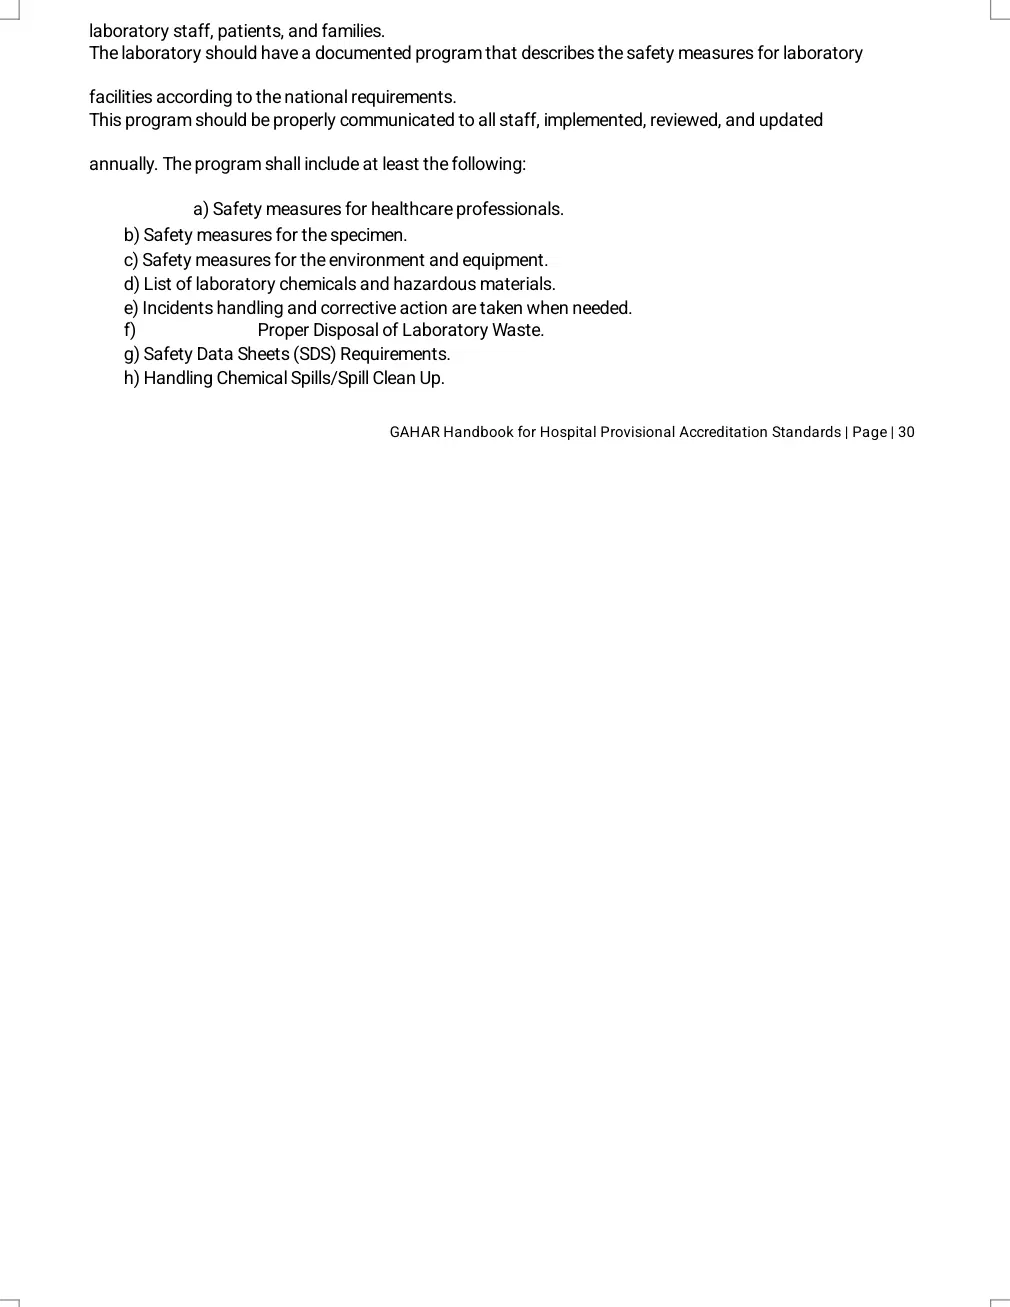 laboratory staff, patients, and families.
The laboratory should have a documented program that describes the safety measures for laboratory
facilities according to the national requirements.
This program should be properly communicated to all staff, implemented, reviewed, and updated
annually. The program shall include at least the following:
a) Safety measures for healthcare professionals.
b) Safety measures for the specimen.
c) Safety measures for the environment and equipment.
d) List of laboratory chemicals and hazardous materials.
e) Incidents handling and corrective action are taken when needed.
f) Proper Disposal of Laboratory Waste.
g) Safety Data Sheets (SDS) Requirements.
h) Handling Chemical Spills/Spill Clean Up.
GAHAR Handbook for Hospital Provisional Accreditation Standards | Page | 30